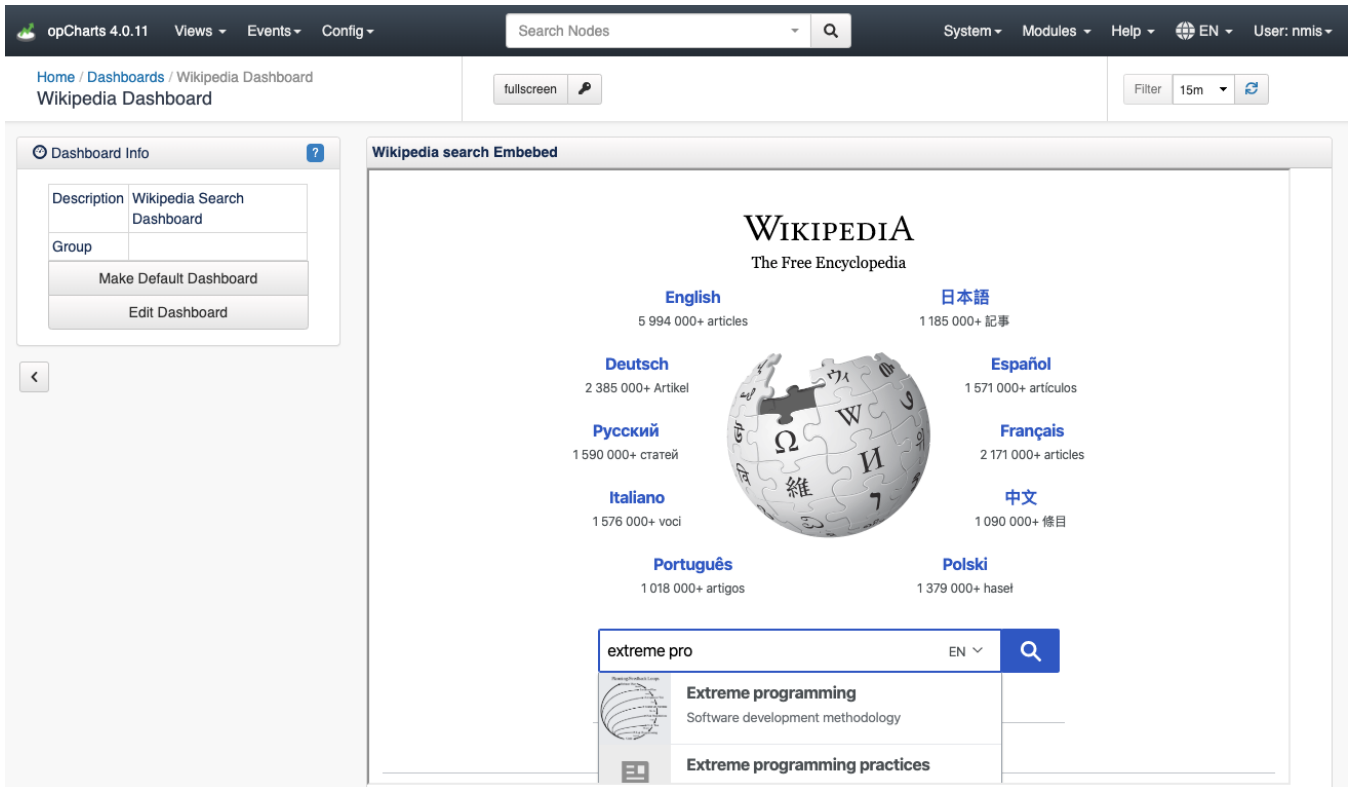 opCharts 4.0.11 Views Events Config Search Nodes System Modules Help EN User: nmis
Home / Dashboards / Wikipedia Dashboard
Wikipedia Dashboard
fullscreen
Filter 15m
Dashboard Info ?
Description Wikipedia Search
Dashboard
Group
Make Default Dashboard
Edit Dashboard
Wikipedia search Embebed
WIKIPEDIA
The Free Encyclopedia
English
5 994 000+ articles
日本語
1 185 000+ 記事
Deutsch
2 385 000+ Artikel
Español
1 571 000+ artículos
Русский
1 590 000+ статей
Français
2 171 000+ articles
Italiano
1 576 000+ voci
中文
1 090 000+ 條目
Português
1 018 000+ artigos
Polski
1 379 000+ haseł
Ω
W
И
維
ウィ
extreme pro EN
Extreme programming
Software development methodology
Extreme programming practices